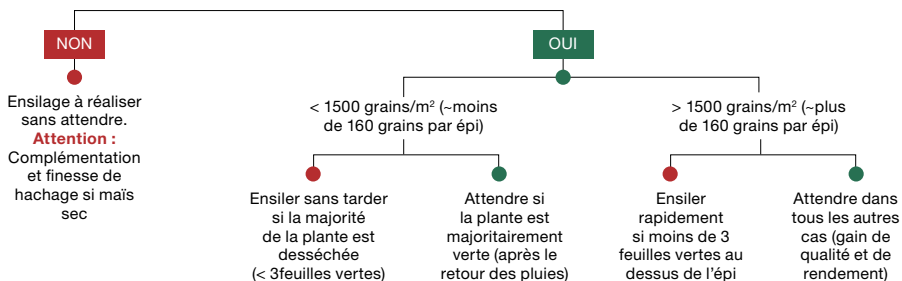 NON
OUI
Ensilage à réaliser
sans attendre.
Attention :
Complémentation
et finesse de
hachage si maïs
sec
< 1500 grains/m² (~moins
de 160 grains par épi)
> 1500 grains/m² (~plus
de 160 grains par épi)
Ensiler sans tarder
si la majorité
de la plante est
desséchée
(< 3feuilles vertes)
Attendre si
la plante est
majoritairement
verte (après le
retour des pluies)
Ensiler
rapidement
si moins de 3
feuilles vertes au
dessus de l'épi
Attendre dans
tous les autres
cas (gain de
qualité et de
rendement)